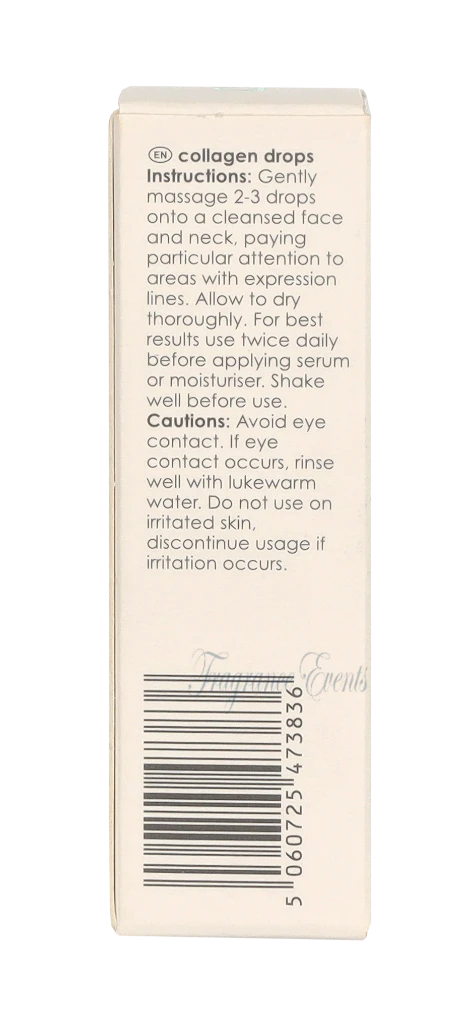 EN collagen drops
Instructions: Gently
massage 2-3 drops
onto a cleansed face
and neck, paying
particular attention to
areas with expression
lines. Allow to dry
thoroughly. For best
results use twice daily
before applying serum
or moisturiser. Shake
well before use.
Cautions: Avoid eye
contact. If eye
contact occurs, rinse
well with lukewarm
water. Do not use on
irritated skin,
discontinue usage if
irritation occurs.
Fragrance Events
5 060725 473836